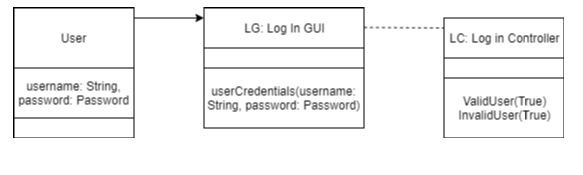 User
username: String,
password: Password
LG: Log In GUI
userCredentials(username:
String, password: Password)
LC: Log in Controller
ValidUser(True)
InvalidUser(True)